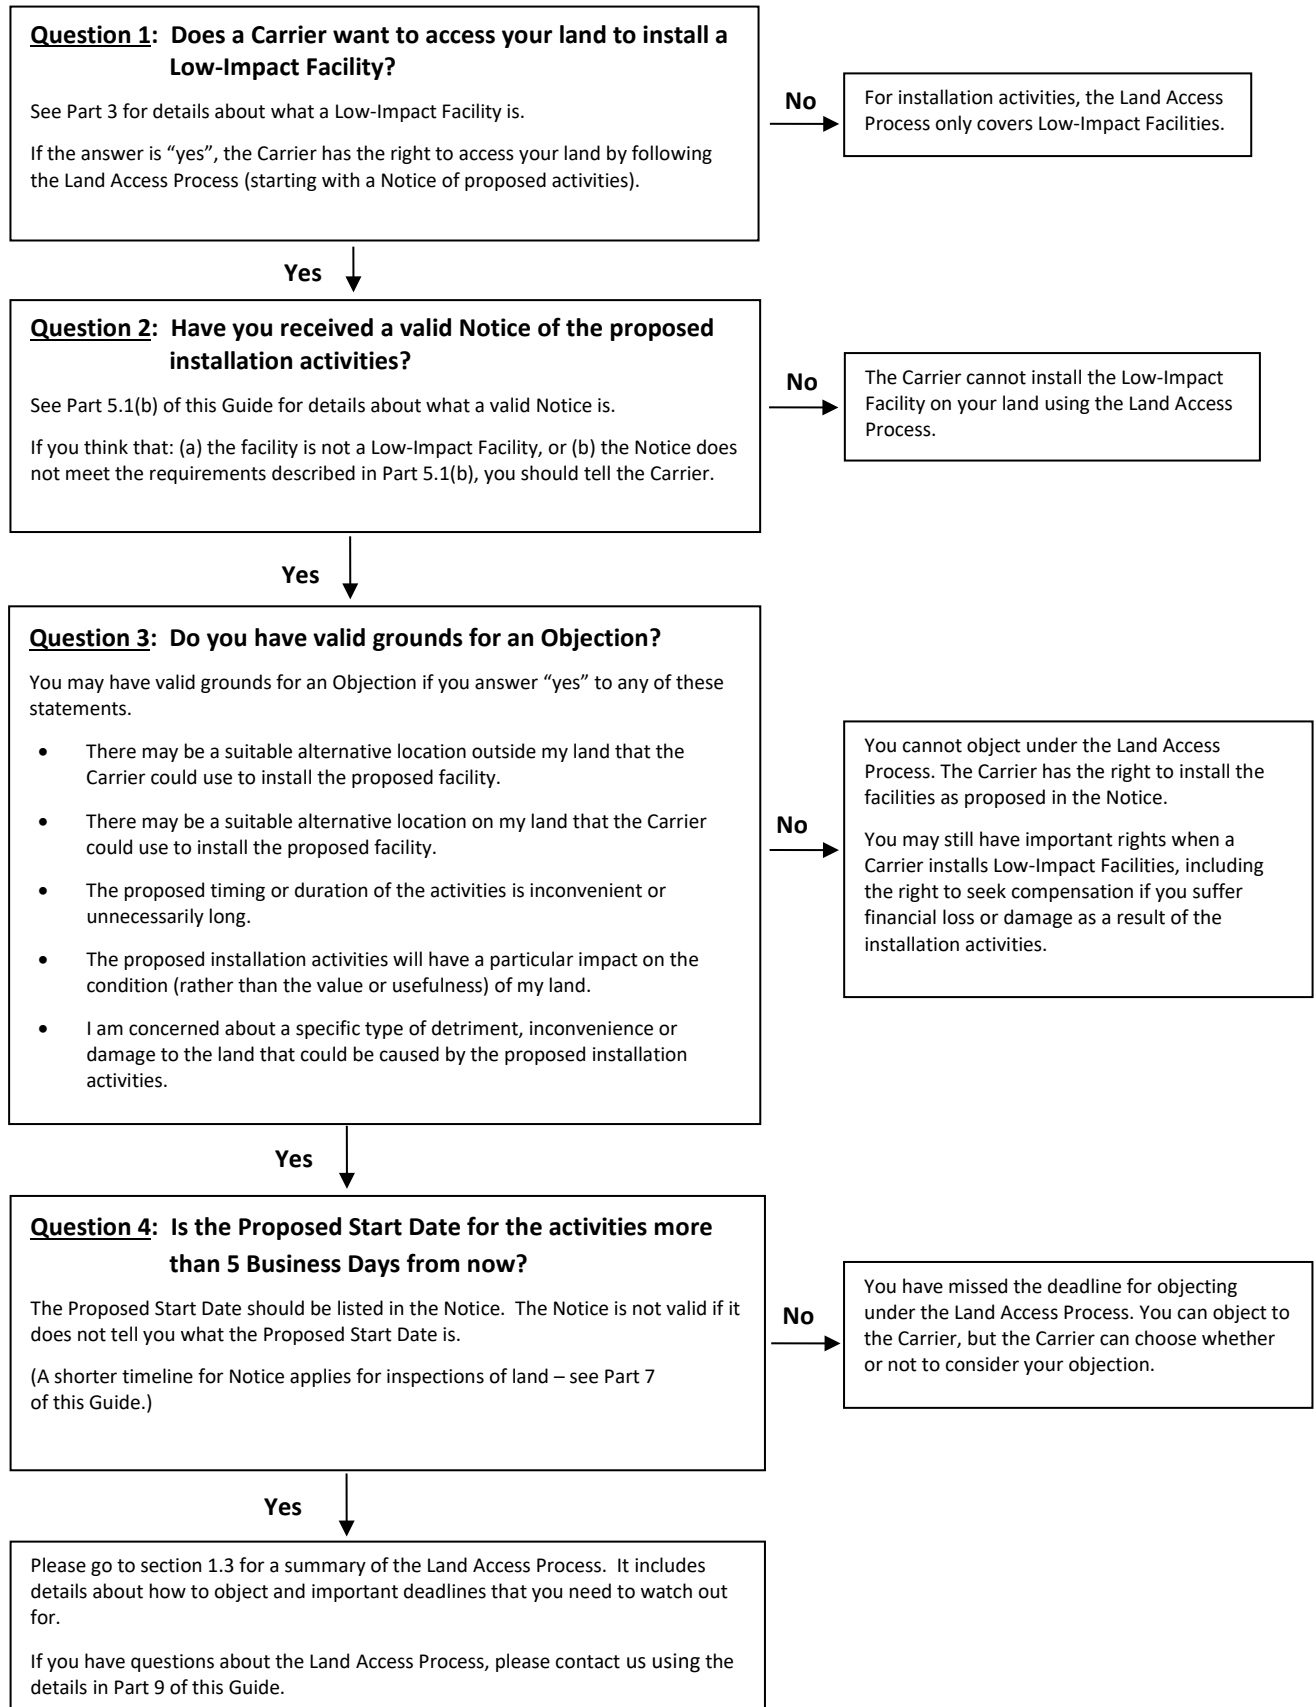 Question 1: Does a Carrier want to access your land to install a
Low-Impact Facility?
See Part 3 for details about what a Low-Impact Facility is.
If the answer is “yes”, the Carrier has the right to access your land by following
the Land Access Process (starting with a Notice of proposed activities).
No
For installation activities, the Land Access
Process only covers Low-Impact Facilities.
Yes
Question 2: Have you received a valid Notice of the proposed
installation activities?
See Part 5.1(b) of this Guide for details about what a valid Notice is.
If you think that: (a) the facility is not a Low-Impact Facility, or (b) the Notice does
not meet the requirements described in Part 5.1(b), you should tell the Carrier.
No
The Carrier cannot install the Low-Impact
Facility on your land using the Land Access
Process.
Yes
Question 3: Do you have valid grounds for an Objection?
You may have valid grounds for an Objection if you answer “yes” to any of these
statements.
• There may be a suitable alternative location outside my land that the
Carrier could use to install the proposed facility.
• There may be a suitable alternative location on my land that the Carrier
could use to install the proposed facility.
• The proposed timing or duration of the activities is inconvenient or
unnecessarily long.
• The proposed installation activities will have a particular impact on the
condition (rather than the value or usefulness) of my land.
• I am concerned about a specific type of detriment, inconvenience or
damage to the land that could be caused by the proposed installation
activities.
No
You cannot object under the Land Access
Process. The Carrier has the right to install the
facilities as proposed in the Notice.
You may still have important rights when a
Carrier installs Low-Impact Facilities, including
the right to seek compensation if you suffer
financial loss or damage as a result of the
installation activities.
Yes
Question 4: Is the Proposed Start Date for the activities more
than 5 Business Days from now?
The Proposed Start Date should be listed in the Notice. The Notice is not valid if it
does not tell you what the Proposed Start Date is.
(A shorter timeline for Notice applies for inspections of land – see Part 7
of this Guide.)
No
You have missed the deadline for objecting
under the Land Access Process. You can object to
the Carrier, but the Carrier can choose whether
or not to consider your objection.
Yes
Please go to section 1.3 for a summary of the Land Access Process. It includes
details about how to object and important deadlines that you need to watch out
for.
If you have questions about the Land Access Process, please contact us using the
details in Part 9 of this Guide.